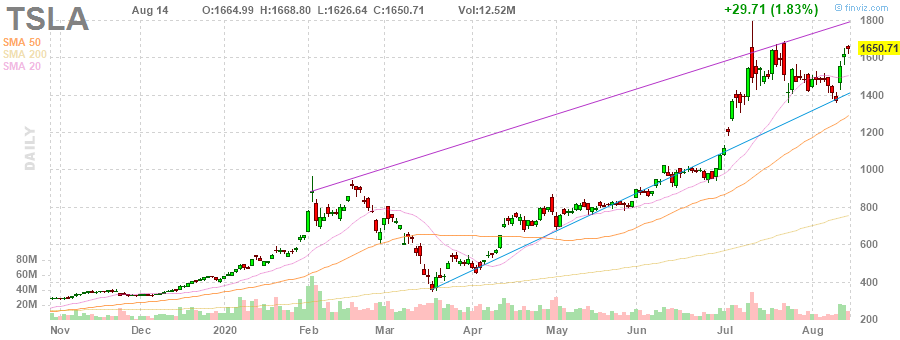 TSLA Aug 14 O:1664.99 H:1668.80 L:1626.64 C:1650.71 Vol:12.52M +29.71 (1.83%) finviz.com
SMA 50
SMA 200
SMA 20
DAILY
1800
1650.71
1600
1400
1200
1000
800
600
400
200
80M
60M
40M
20M
Nov Dec 2020 Feb Mar Apr May Jun Jul Aug